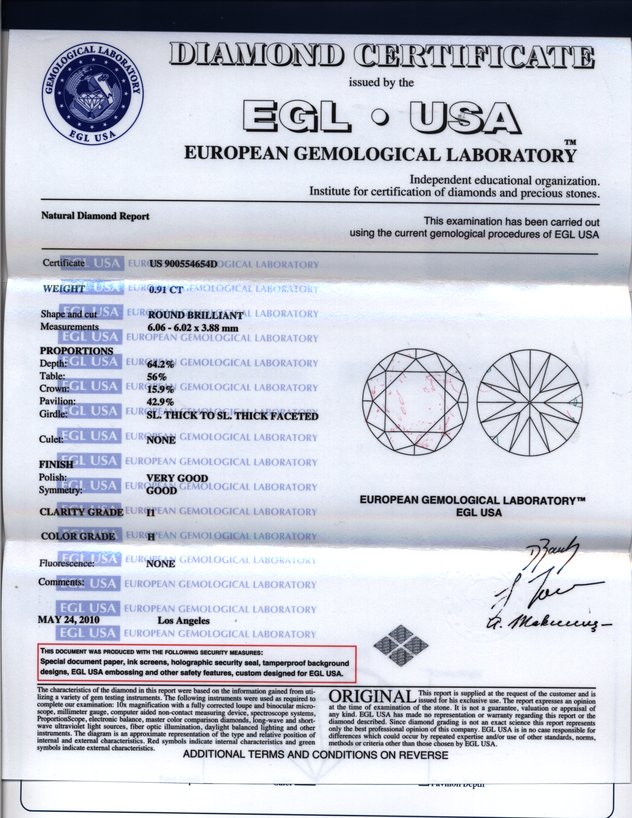 GEMOLOGICAL LABORATORY
EGL USA
DIAMOND CERTIFICATE
issued by the
EGL • USA
EUROPEAN GEMOLOGICAL LABORATORY™
Independent educational organization.
Institute for certification of diamonds and precious stones.
Natural Diamond Report
This examination has been carried out
using the current gemological procedures of EGL USA
Certificate US 900554654D
WEIGHT 0.91 CT
Shape and cut ROUND BRILLIANT
Measurements 6.06 - 6.02 x 3.88 mm
PROPORTIONS
Depth: 64.2%
Table: 56%
Crown: 15.9%
Pavilion: 42.9%
Girdle: SL. THICK TO SL. THICK FACETED
Culet: NONE
FINISH
Polish: VERY GOOD
Symmetry: GOOD
CLARITY GRADE I1
COLOR GRADE H
Fluorescence: NONE
Comments:
EGL USA EUROPEAN GEMOLOGICAL LABORATORY
MAY 24, 2010 Los Angeles
EUROPEAN GEMOLOGICAL LABORATORY™
EGL USA
THIS DOCUMENT WAS PRODUCED WITH THE FOLLOWING SECURITY MEASURES:
Special document paper, ink screens, holographic security seal, tamperproof background
designs, EGL USA embossing and other safety features, custom designed for EGL USA.
The characteristics of the diamond in this report were based on the information gained from uti-
lizing a variety of gem testing instruments. The following instruments were used to render
complete our examination: 10x magnification with a fully corrected loupe and binocular micro-
scope, millimeter gauge, computer aided non-contact measuring device, spectroscope systems,
ProportionScope, electronic balance, master color comparison diamonds, long-wave and short-
wave ultraviolet light sources, fiber optic illumination, daylight balanced lighting and other
instruments. The diagram is an approximate representation of the type and relative position of
internal and external characteristics. Red symbols indicate internal characteristics and green
symbols indicate external characteristics.
ORIGINAL This report is supplied at the request of the customer and is
issued for his exclusive use. The report expresses an opinion
at the time of examination of the stone. It is not a guarantee, valuation or appraisal of
any kind. EGL USA has made no representation or warranty regarding this report or the
diamond described. Since diamond grading is not an exact science this report represents
only the best professional opinion of this company. EGL USA is in no case responsible for
differences which could occur by repeated expertise and/or use of other standards, norms,
methods or criteria other than those chosen by EGL USA.
ADDITIONAL TERMS AND CONDITIONS ON REVERSE
Pavilion Depth